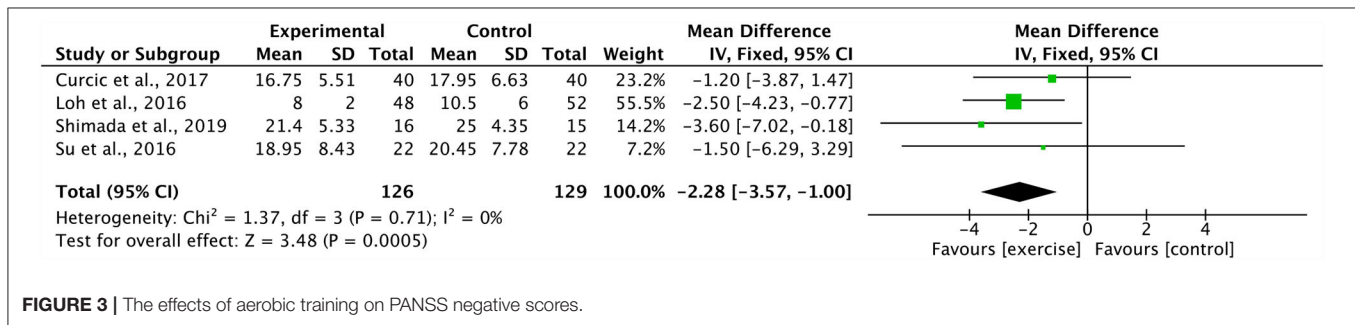 Experimental Control Mean Difference Mean Difference
Study or Subgroup Mean SD Total Mean SD Total Weight IV, Fixed, 95% CI IV, Fixed, 95% CI
Curcic et al., 2017 16.75 5.51 40 17.95 6.63 40 23.2% −1.20 [−3.87, 1.47]
Loh et al., 2016 8 2 48 10.5 6 52 55.5% −2.50 [−4.23, −0.77]
Shimada et al., 2019 21.4 5.33 16 25 4.35 15 14.2% −3.60 [−7.02, −0.18]
Su et al., 2016 18.95 8.43 22 20.45 7.78 22 7.2% −1.50 [−6.29, 3.29]
Total (95% CI) 126 129 100.0% −2.28 [−3.57, −1.00]
Heterogeneity: Chi² = 1.37, df = 3 (P = 0.71); I² = 0%
Test for overall effect: Z = 3.48 (P = 0.0005)
−4 −2 0 2 4
Favours [exercise] Favours [control]
FIGURE 3 | The effects of aerobic training on PANSS negative scores.